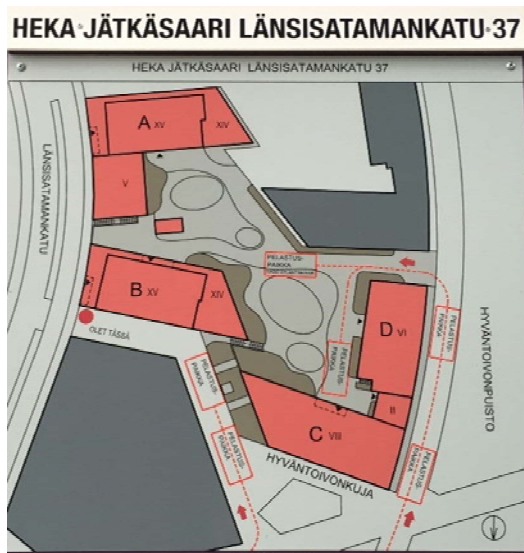 HEKA JÄTKÄSAARI LÄNSISATAMANKATU 37
HEKA JÄTKÄSAARI LÄNSISATAMANKATU 37
A XV
XIV
V
LÄNSISATAMANKATU
B XV
XIV
OLET TÄSSÄ
PELASTUS-
PAIKKA
D VI
II
C VIII
HYVÄNTOIVONKUJA
HYVÄNTOIVONPUISTO
PELASTUS-
PAIKKA
PELASTUS-
PAIKKA
PELASTUS-
PAIKKA
PELASTUS-
PAIKKA
PELASTUS-
PAIKKA